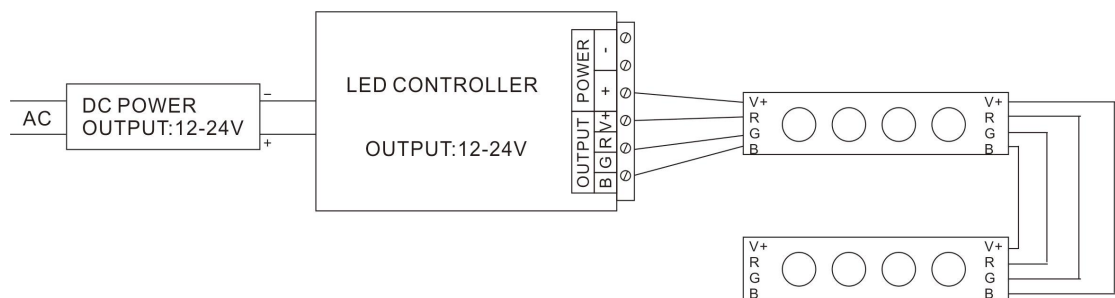 AC
DC POWER
OUTPUT:12-24V
−
+
LED CONTROLLER
OUTPUT:12-24V
POWER
-
+
OUTPUT
V+
R
G
B
V+
R
G
B
V+
R
G
B
V+
R
G
B
V+
R
G
B